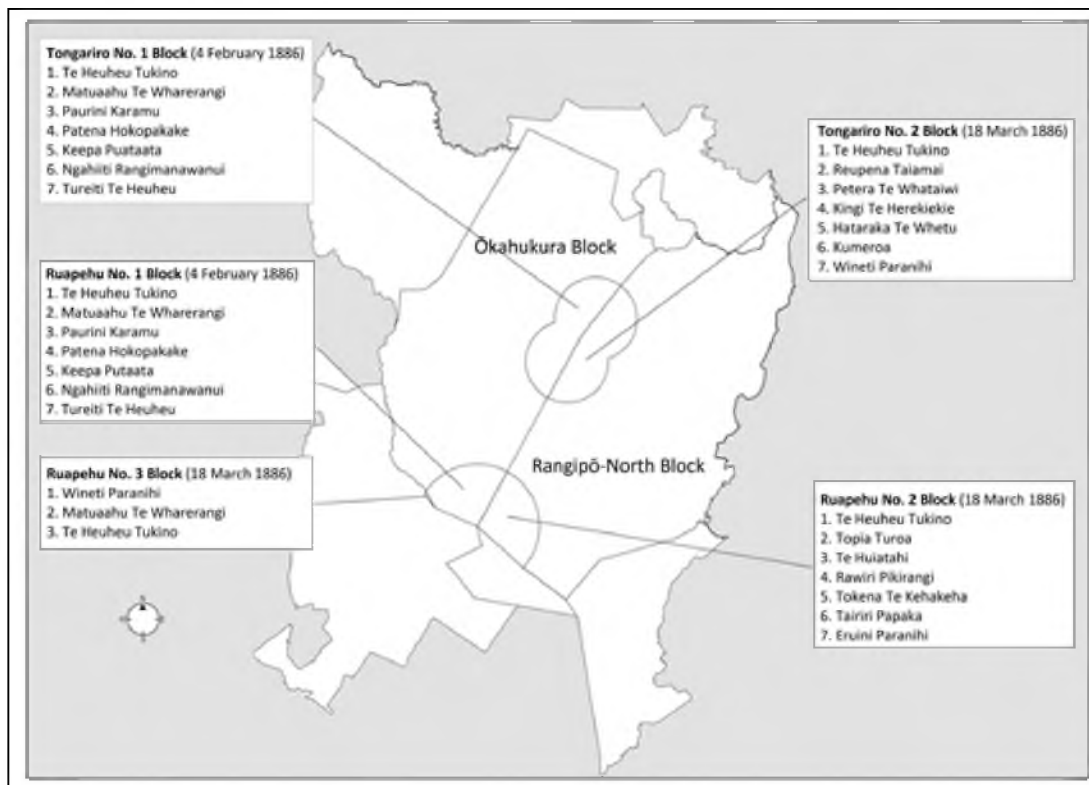 Tongariro No. 1 Block (4 February 1886)
1. Te Heuheu Tukino
2. Matuaahu Te Wharerangi
3. Paurini Karamu
4. Patena Hokopakake
5. Keepa Puataata
6. Ngahiiti Rangimanawanui
7. Tureiti Te Heuheu
Tongariro No. 2 Block (18 March 1886)
1. Te Heuheu Tukino
2. Reupena Taiamai
3. Petera Te Whataiwi
4. Kingi Te Herekiekie
5. Hataraka Te Whetu
6. Kumeroa
7. Wineti Paranihi
Ōkahukura Block
Ruapehu No. 1 Block (4 February 1886)
1. Te Heuheu Tukino
2. Matuaahu Te Wharerangi
3. Paurini Karamu
4. Patena Hokopakake
5. Keepa Putaata
6. Ngahiiti Rangimanawanui
7. Tureiti Te Heuheu
Rangipō-North Block
Ruapehu No. 3 Block (18 March 1886)
1. Wineti Paranihi
2. Matuaahu Te Wharerangi
3. Te Heuheu Tukino
Ruapehu No. 2 Block (18 March 1886)
1. Te Heuheu Tukino
2. Topia Turoa
3. Te Huiatahi
4. Rawiri Pikirangi
5. Tokena Te Kehakeha
6. Tairiri Papaka
7. Eruini Paranihi